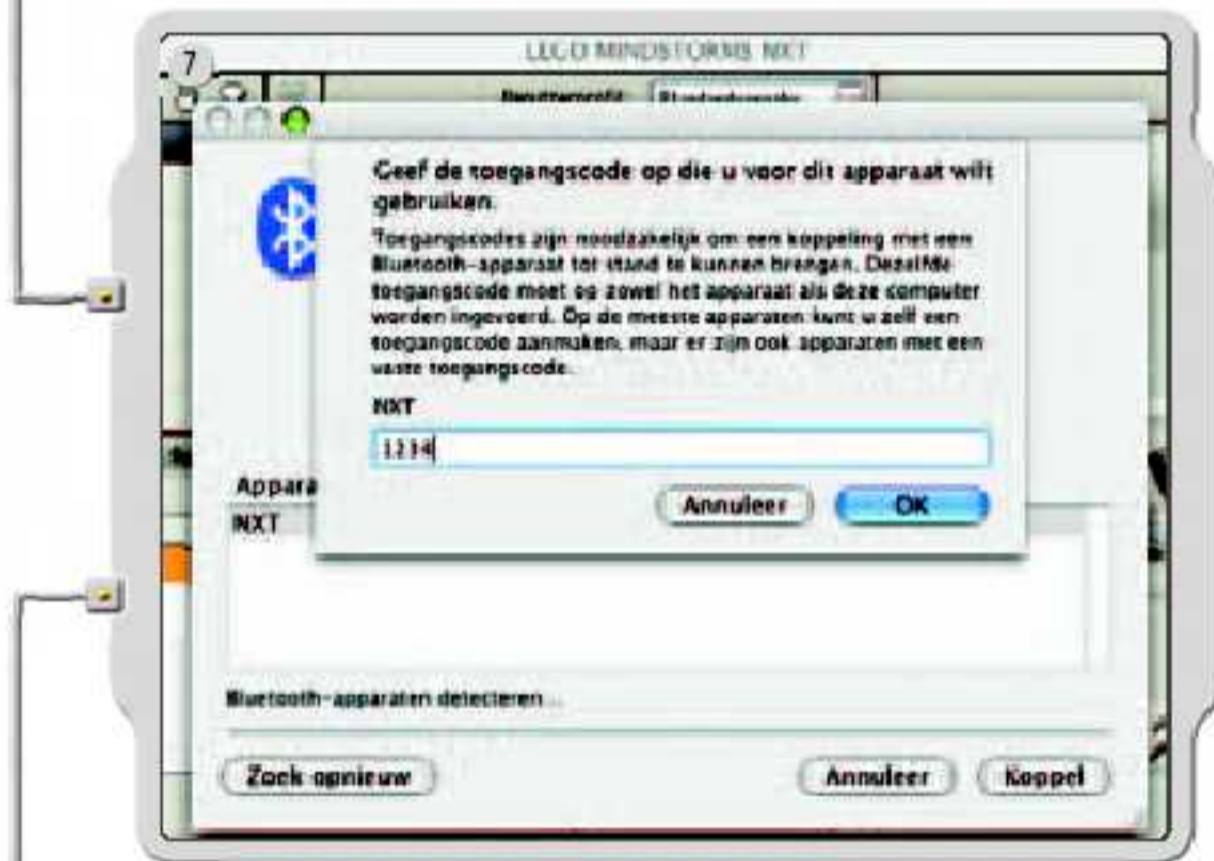 7
LEGO MINDSTORMS NXT
Geef de toegangscode op die u voor dit apparaat wilt
gebruiken.
Toegangscodes zijn noodzakelijk om een koppeling met een
Bluetooth-apparaat tot stand te kunnen brengen. Dezelfde
toegangscode moet op zowel het apparaat als deze computer
worden ingevoerd. Op de meeste apparaten kunt u zelf een
toegangscode aanmaken, maar er zijn ook apparaten met een
vaste toegangscode.
NXT
1234
Annuleer OK
Appara
NXT
Bluetooth-apparaten detecteren...
Zoek opnieuw Annuleer Koppel